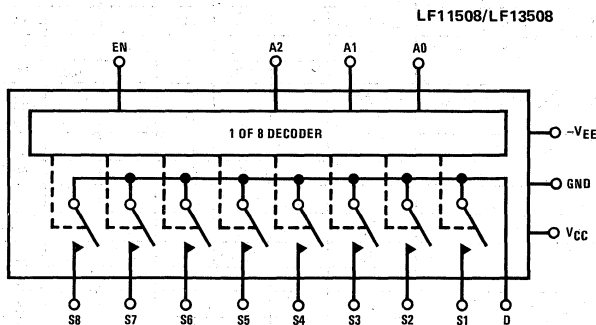 LF11508/LF13508
EN A2 A1 A0
1 OF 8 DECODER
-VEE
GND
VCC
S8 S7 S6 S5 S4 S3 S2 S1 D